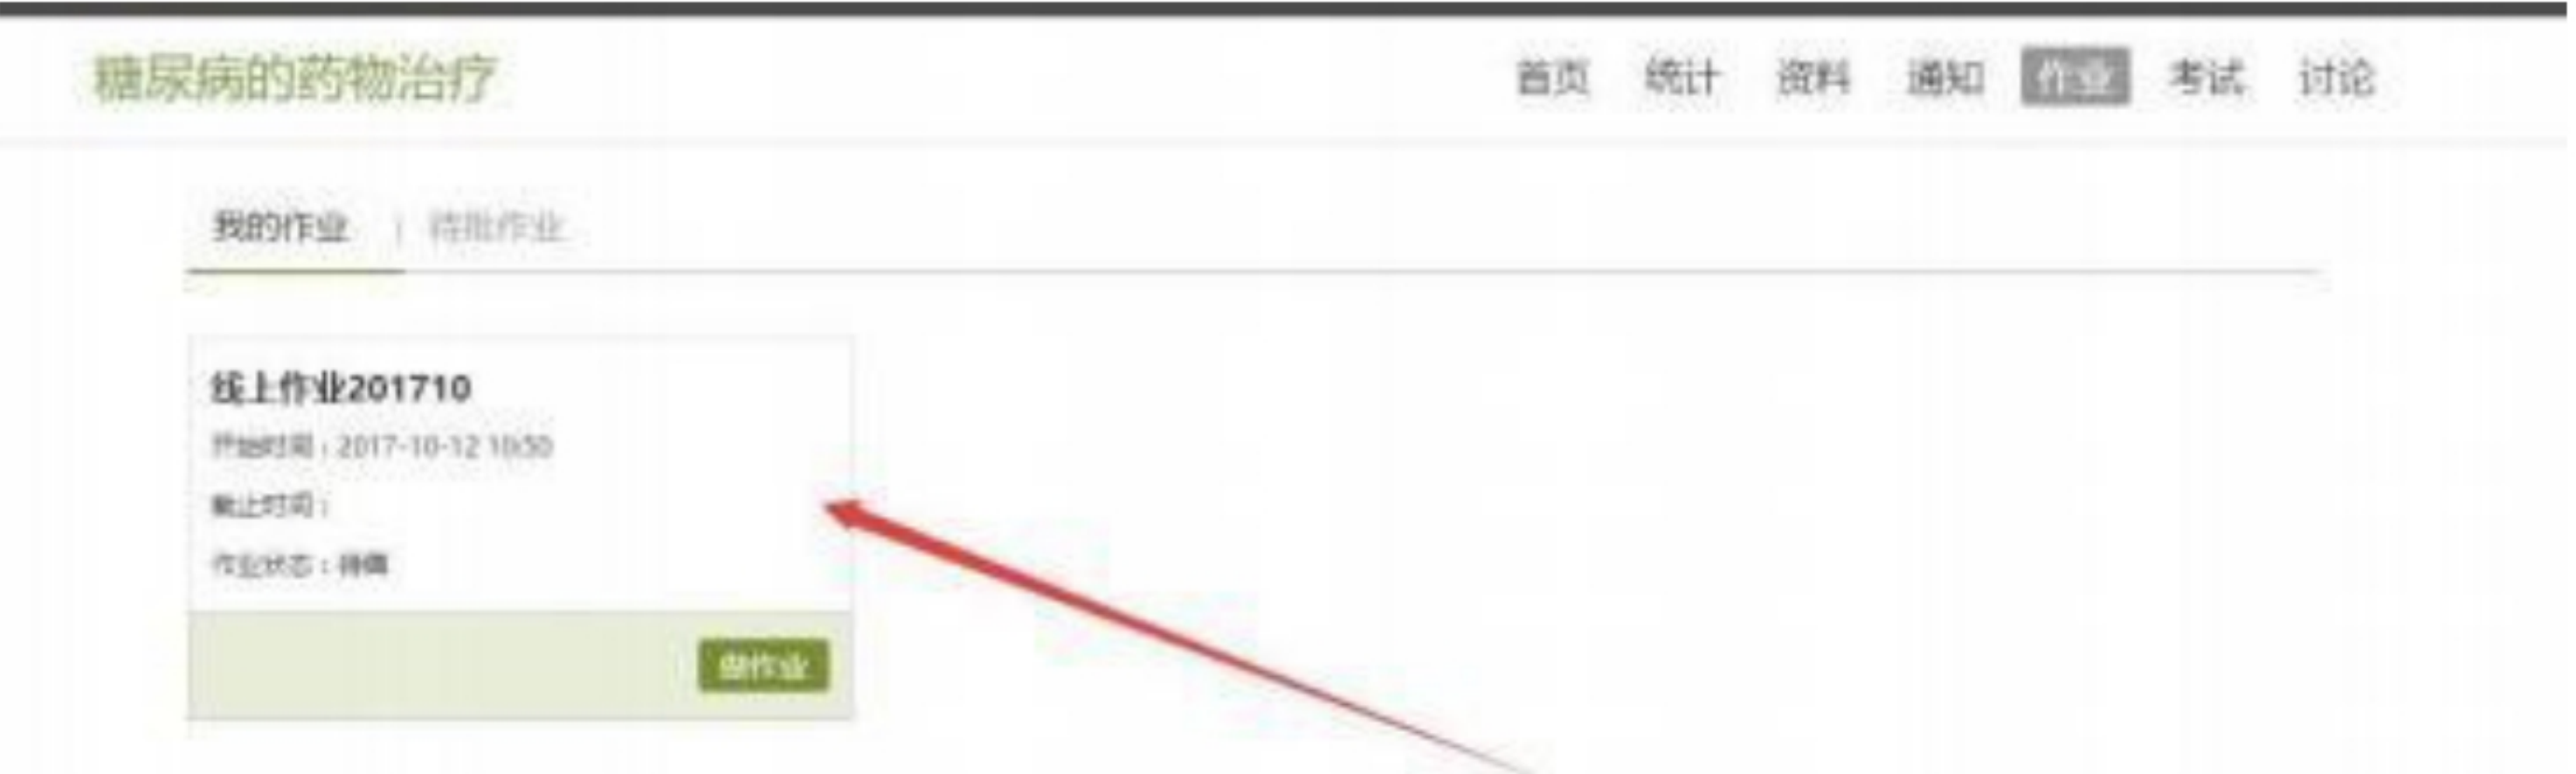 糖尿病的药物治疗
首页 统计 资料 通知 作业 考试 讨论
我的作业 | 待批作业
线上作业201710
开始时间：2017-10-12 10:50
截止时间：
作业状态：待做
做作业